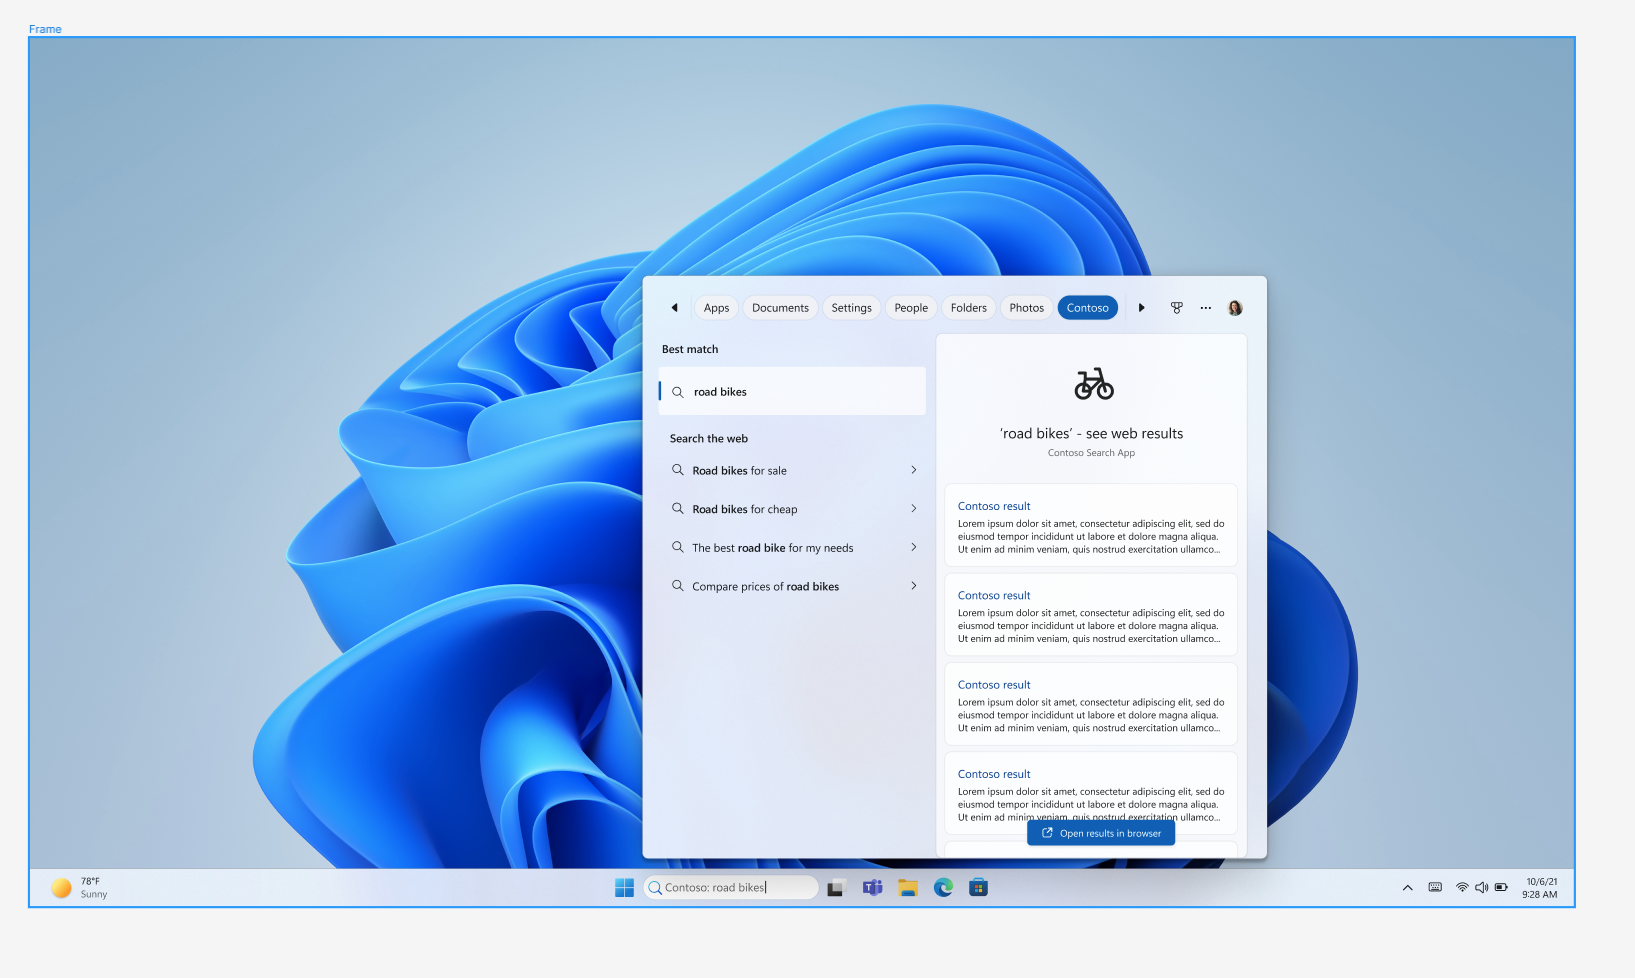 Frame
Apps
Documents
Settings
People
Folders
Photos
Contoso
Best match
road bikes
Search the web
Road bikes for sale
Road bikes for cheap
The best road bike for my needs
Compare prices of road bikes
‘road bikes’ - see web results
Contoso Search App
Contoso result
Lorem ipsum dolor sit amet, consectetur adipiscing elit, sed do
eiusmod tempor incididunt ut labore et dolore magna aliqua.
Ut enim ad minim veniam, quis nostrud exercitation ullamco...
Contoso result
Lorem ipsum dolor sit amet, consectetur adipiscing elit, sed do
eiusmod tempor incididunt ut labore et dolore magna aliqua.
Ut enim ad minim veniam, quis nostrud exercitation ullamco...
Contoso result
Lorem ipsum dolor sit amet, consectetur adipiscing elit, sed do
eiusmod tempor incididunt ut labore et dolore magna aliqua.
Ut enim ad minim veniam, quis nostrud exercitation ullamco...
Contoso result
Lorem ipsum dolor sit amet, consectetur adipiscing elit, sed do
eiusmod tempor incididunt ut labore et dolore magna aliqua.
Ut enim ad minim veniam, quis nostrud exercitation ullamco...
Open results in browser
78°F
Sunny
Contoso: road bikes
10/6/21
9:28 AM